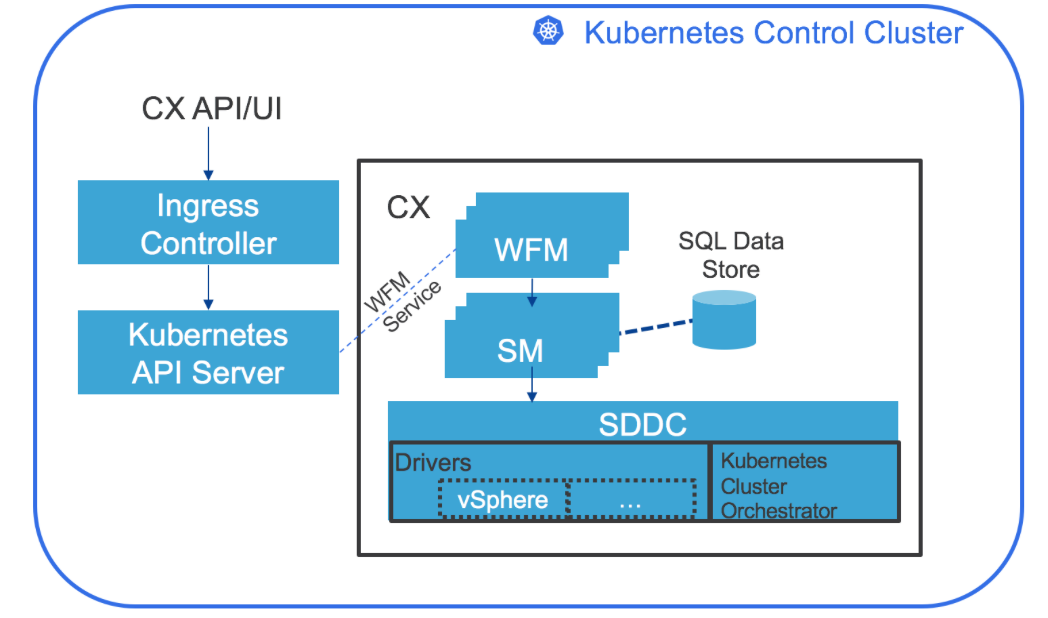 Kubernetes Control Cluster
CX API/UI
Ingress
Controller
Kubernetes
API Server
WFM
Service
CX
WFM
SM
SQL Data
Store
SDDC
Drivers
vSphere
...
Kubernetes
Cluster
Orchestrator